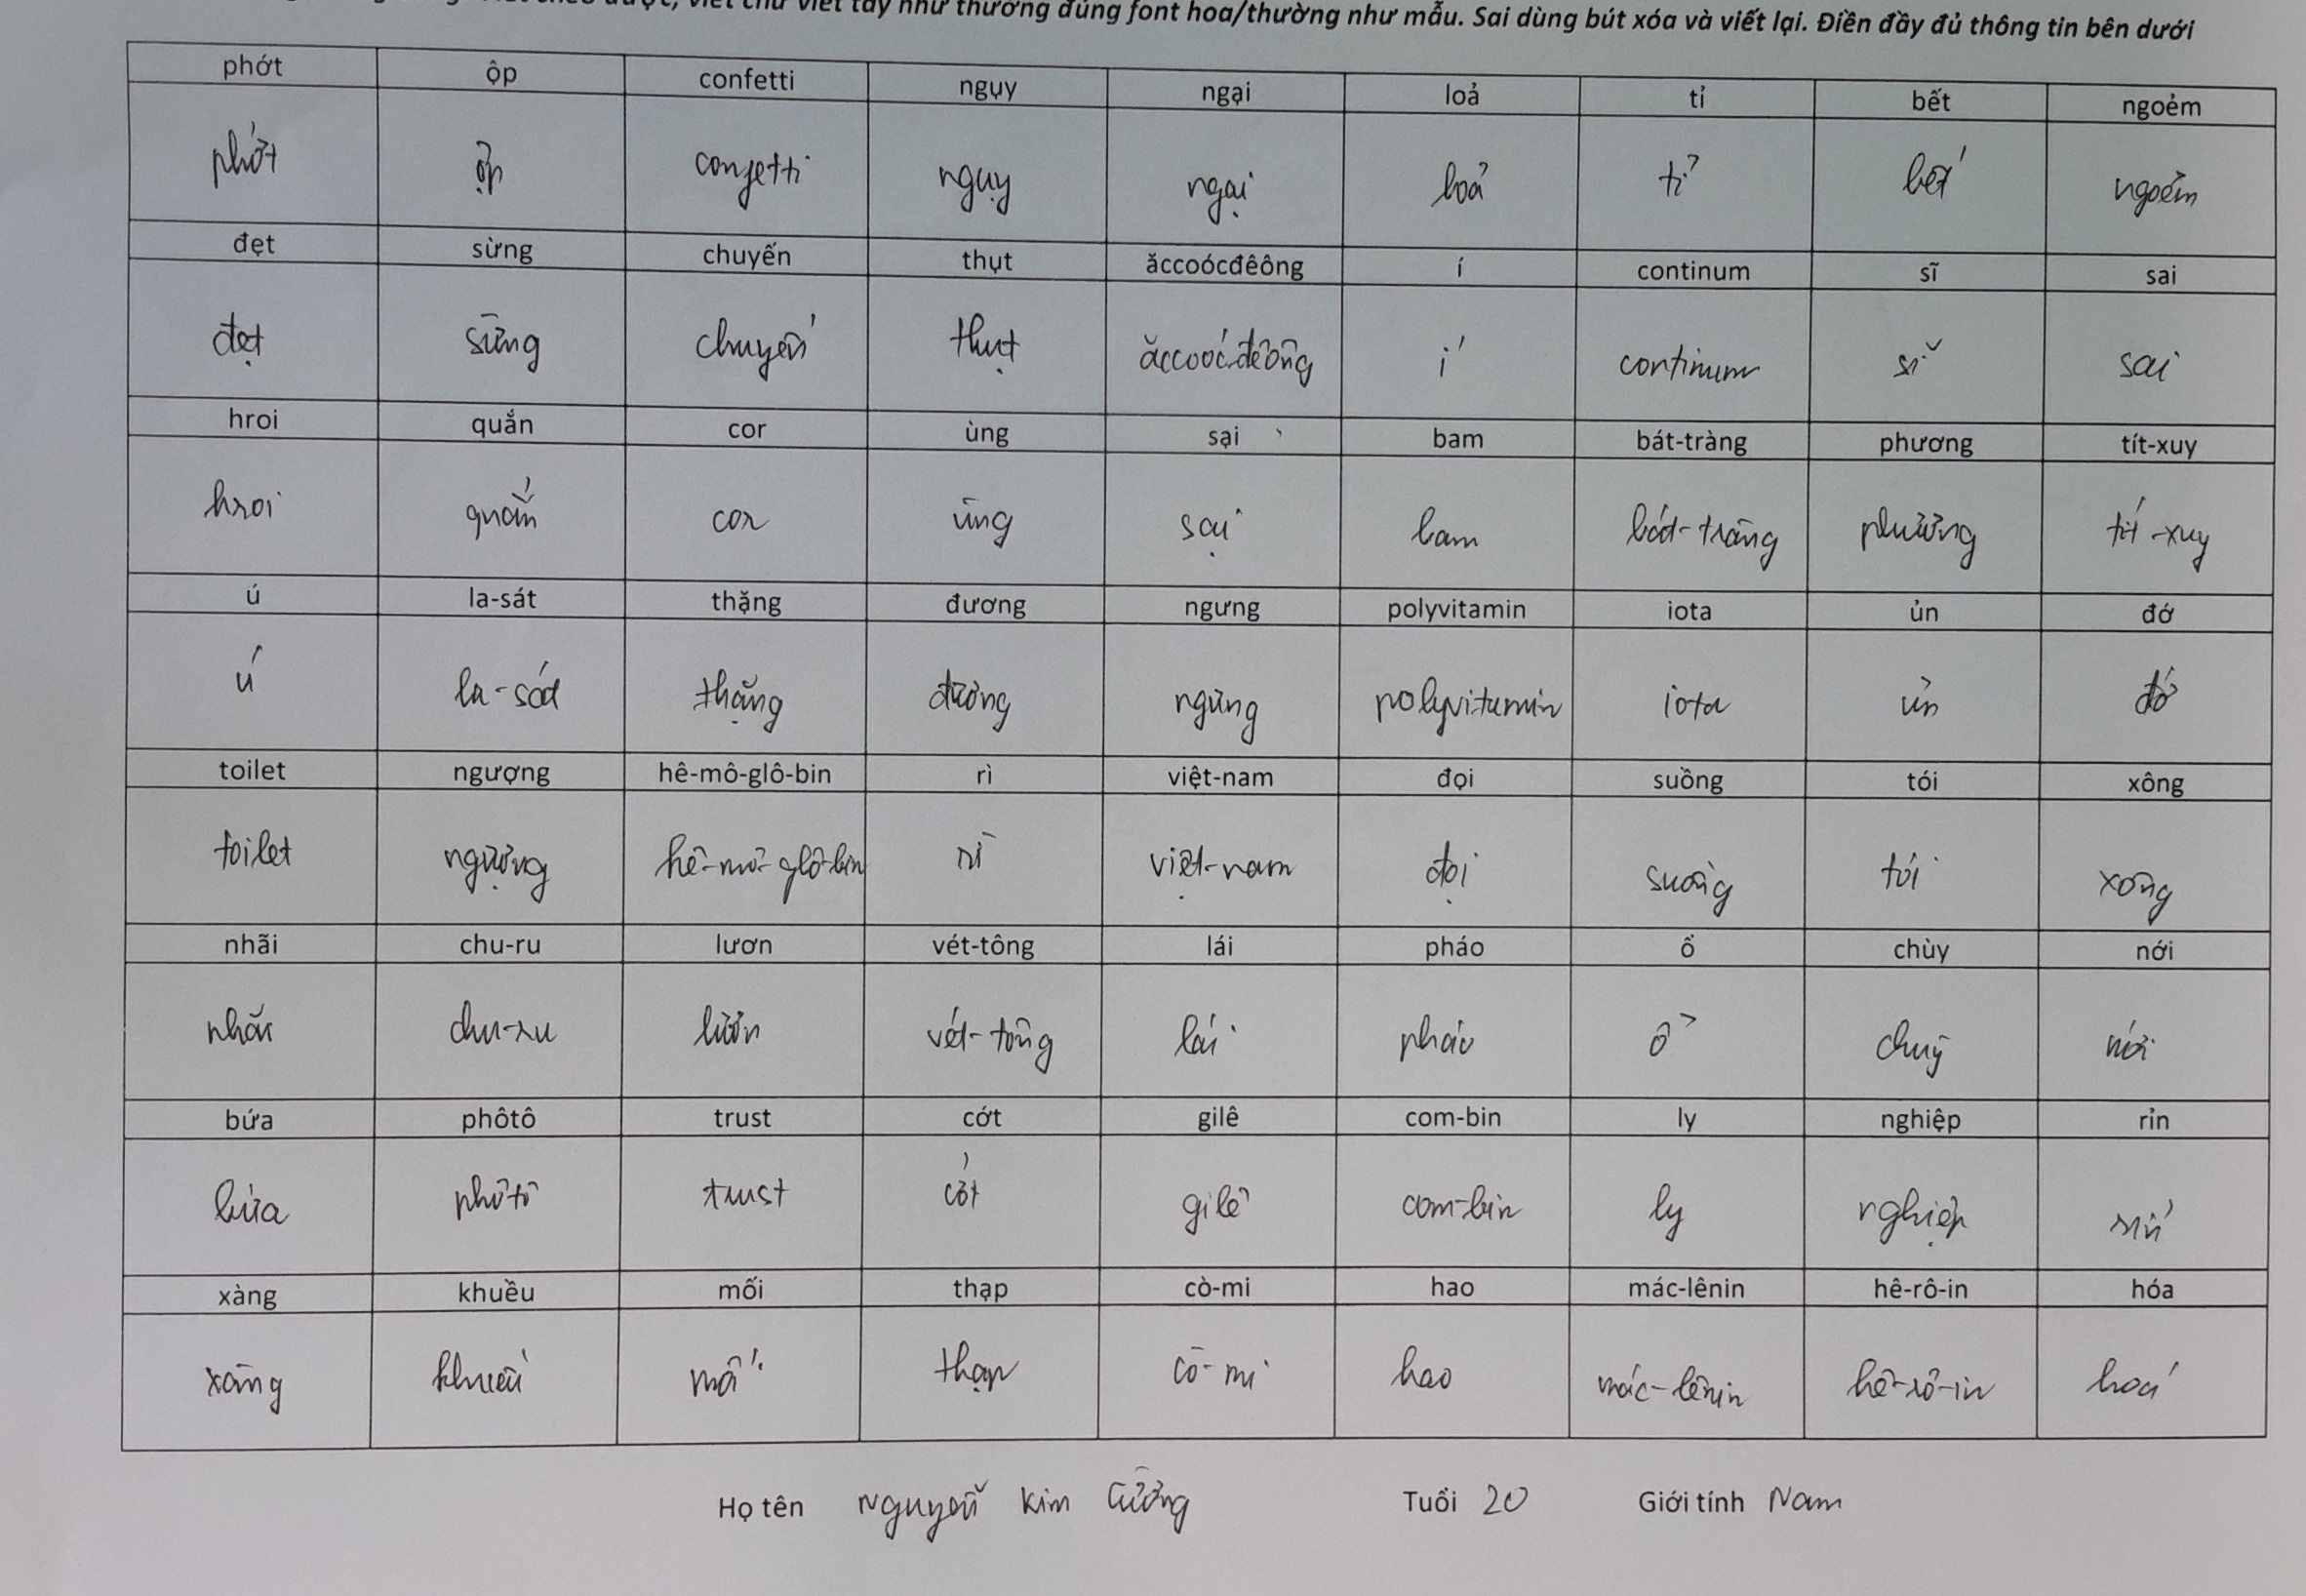 viết chữ viết tay như thường đúng font hoa/thường như mẫu. Sai dùng bút xóa và viết lại. Điền đầy đủ thông tin bên dưới
phớt ộp confetti ngụy ngại loả tỉ bết ngoẻm
phớt ộp confetti ngụy ngại loả tỉ bết ngoẻm
đẹt sừng chuyến thụt ăccoócđêông í continum sĩ sai
đẹt sừng chuyến thụt ăccoócđêông í continum sĩ sai
hroi quắn cor ùng sại bam bát-tràng phương tít-xuy
hroi quắn cor ùng sại bam bát-tràng phương tít-xuy
ú la-sát thặng đương ngưng polyvitamin iota ủn đớ
ú la-sát thặng đương ngưng polyvitamin iota ủn đớ
toilet ngượng hê-mô-glô-bin rì việt-nam đọi suồng tói xông
toilet ngượng hê-mô-glô-bin rì việt-nam đọi suồng tói xông
nhãi chu-ru lươn vét-tông lái pháo ổ chùy nới
nhãi chu-ru lươn vét-tông lái pháo ổ chùy nới
bứa phôtô trust cớt gilê com-bin ly nghiệp rỉn
bứa phôtô trust cớt gilê com-bin ly nghiệp rỉn
xàng khuều mối thạp cò-mi hao mác-lênin hê-rô-in hóa
xàng khuều mối thạp cò-mi hao mác-lênin hê-rô-in hoá
Họ tên Nguyễn Kim Cường Tuổi 20 Giới tính Nam